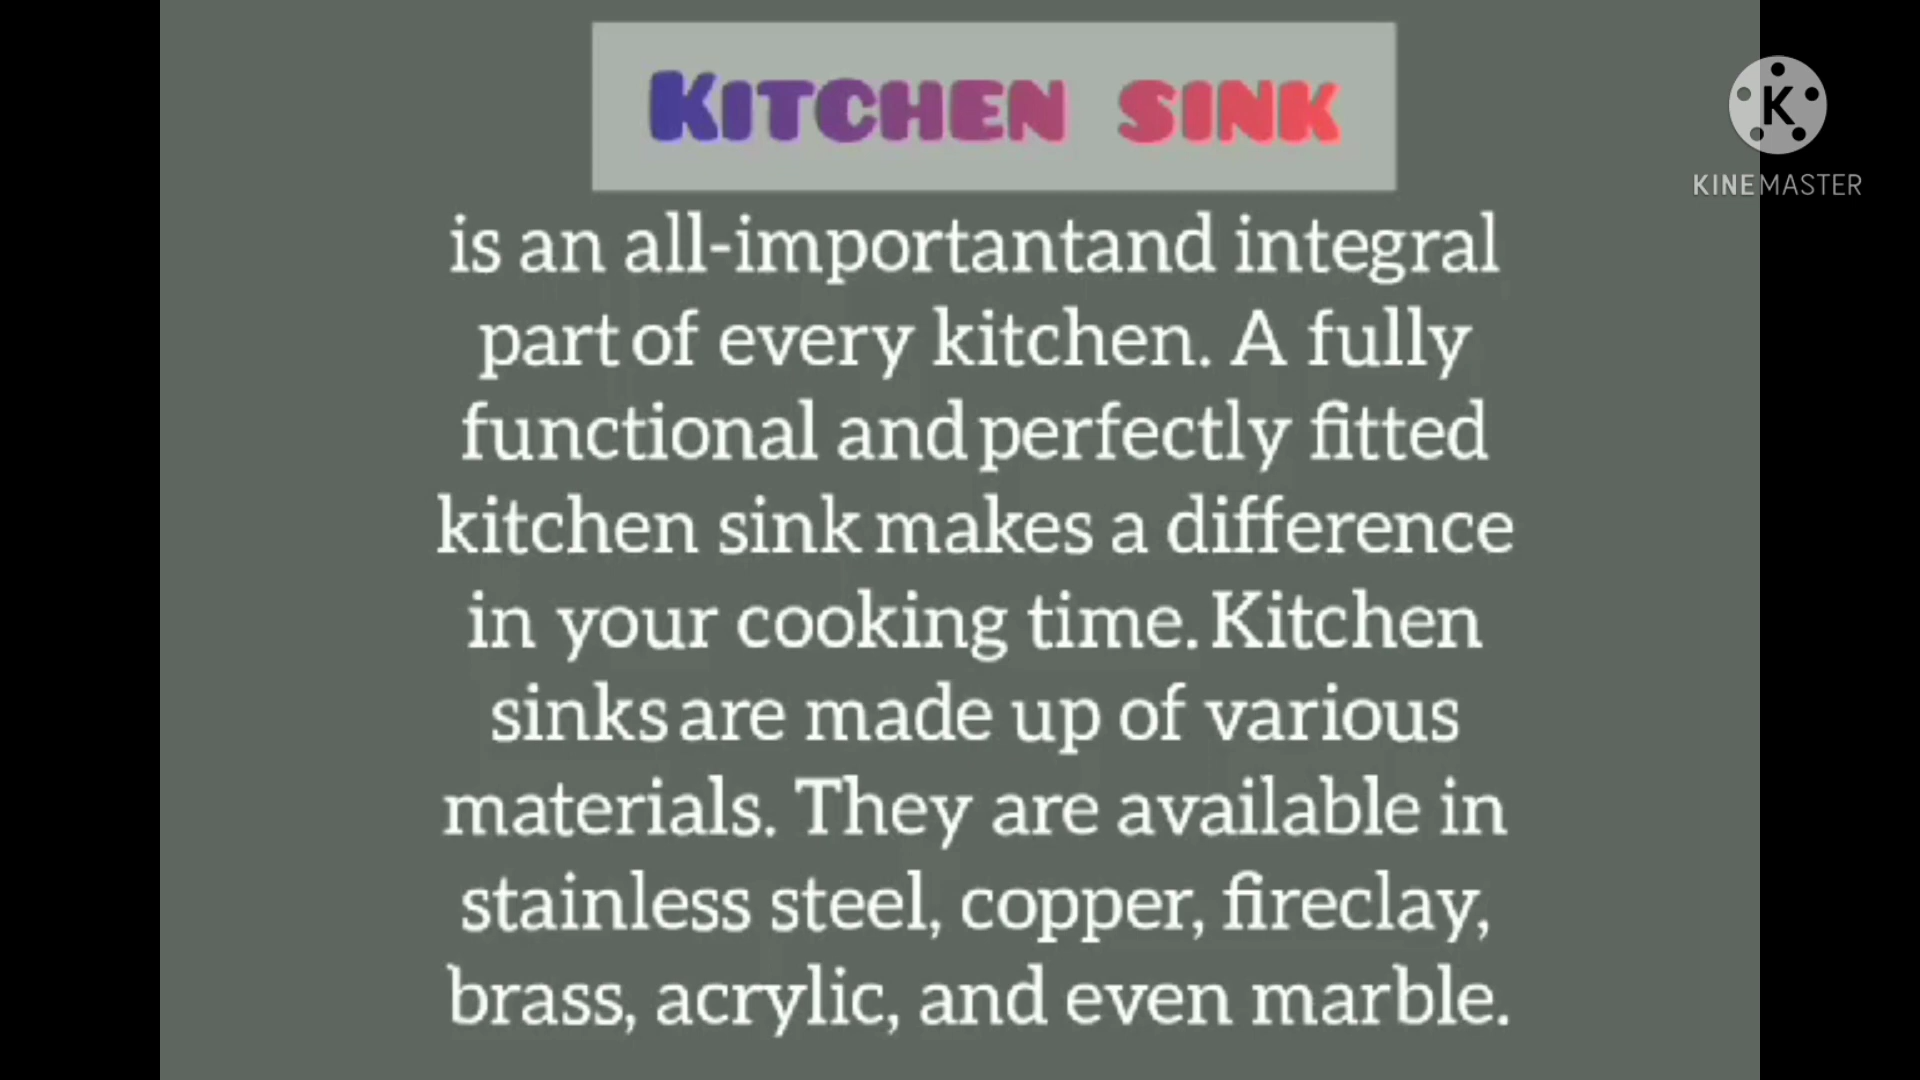 KITCHEN SINK
K
KINEMASTER
is an all-importantand integral
part of every kitchen. A fully
functional and perfectly fitted
kitchen sink makes a difference
in your cooking time. Kitchen
sinks are made up of various
materials. They are available in
stainless steel, copper, fireclay,
brass, acrylic, and even marble.